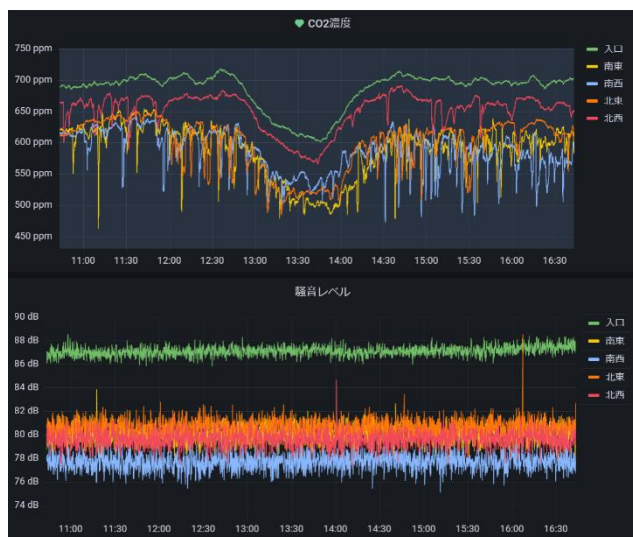 CO2濃度
750 ppm
700 ppm
650 ppm
600 ppm
550 ppm
500 ppm
450 ppm
11:00 11:30 12:00 12:30 13:00 13:30 14:00 14:30 15:00 15:30 16:00 16:30
入口
南東
南西
北東
北西
騒音レベル
90 dB
88 dB
86 dB
84 dB
82 dB
80 dB
78 dB
76 dB
74 dB
11:00 11:30 12:00 12:30 13:00 13:30 14:00 14:30 15:00 15:30 16:00 16:30
入口
南東
南西
北東
北西